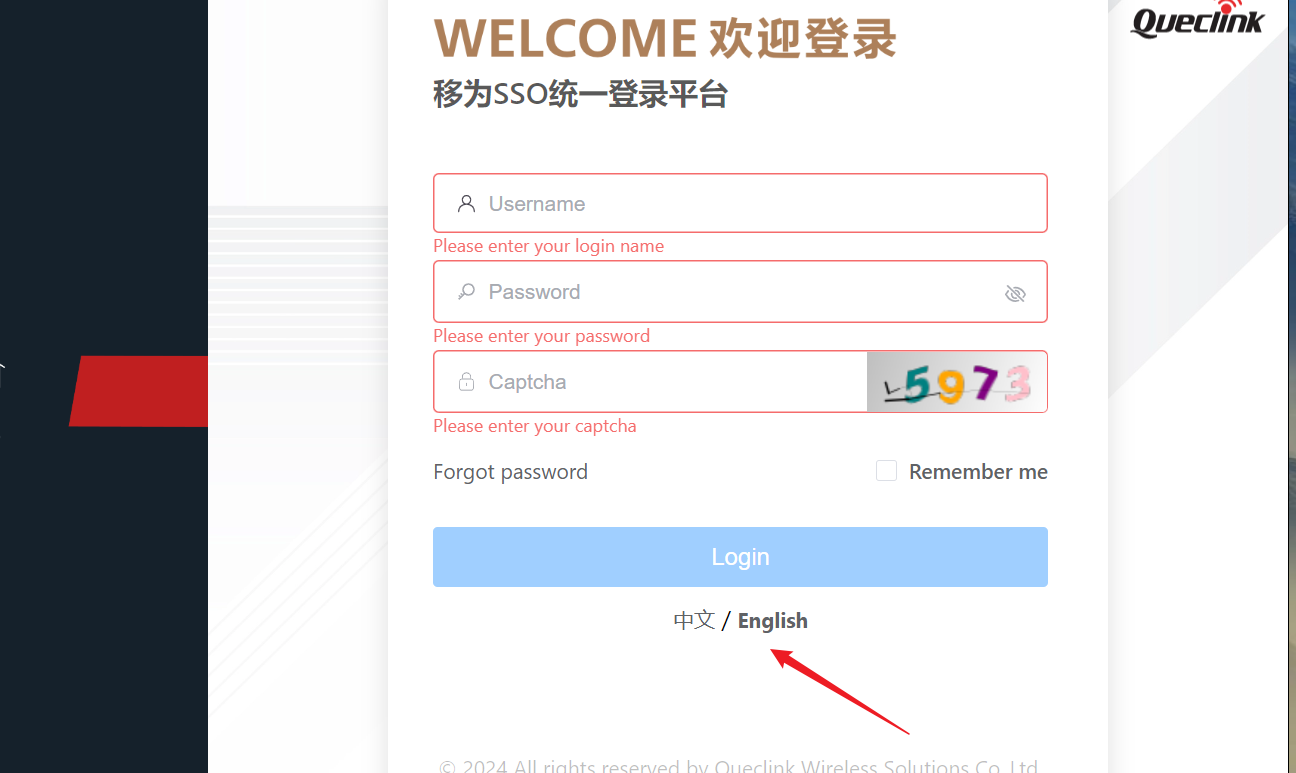 Queclink
WELCOME 欢迎登录
移为SSO统一登录平台
Username
Please enter your login name
Password
Please enter your password
Captcha
5973
Please enter your captcha
Forgot password
Remember me
Login
中文 / English
© 2024 All rights reserved by Queclink Wireless Solutions Co.,Ltd